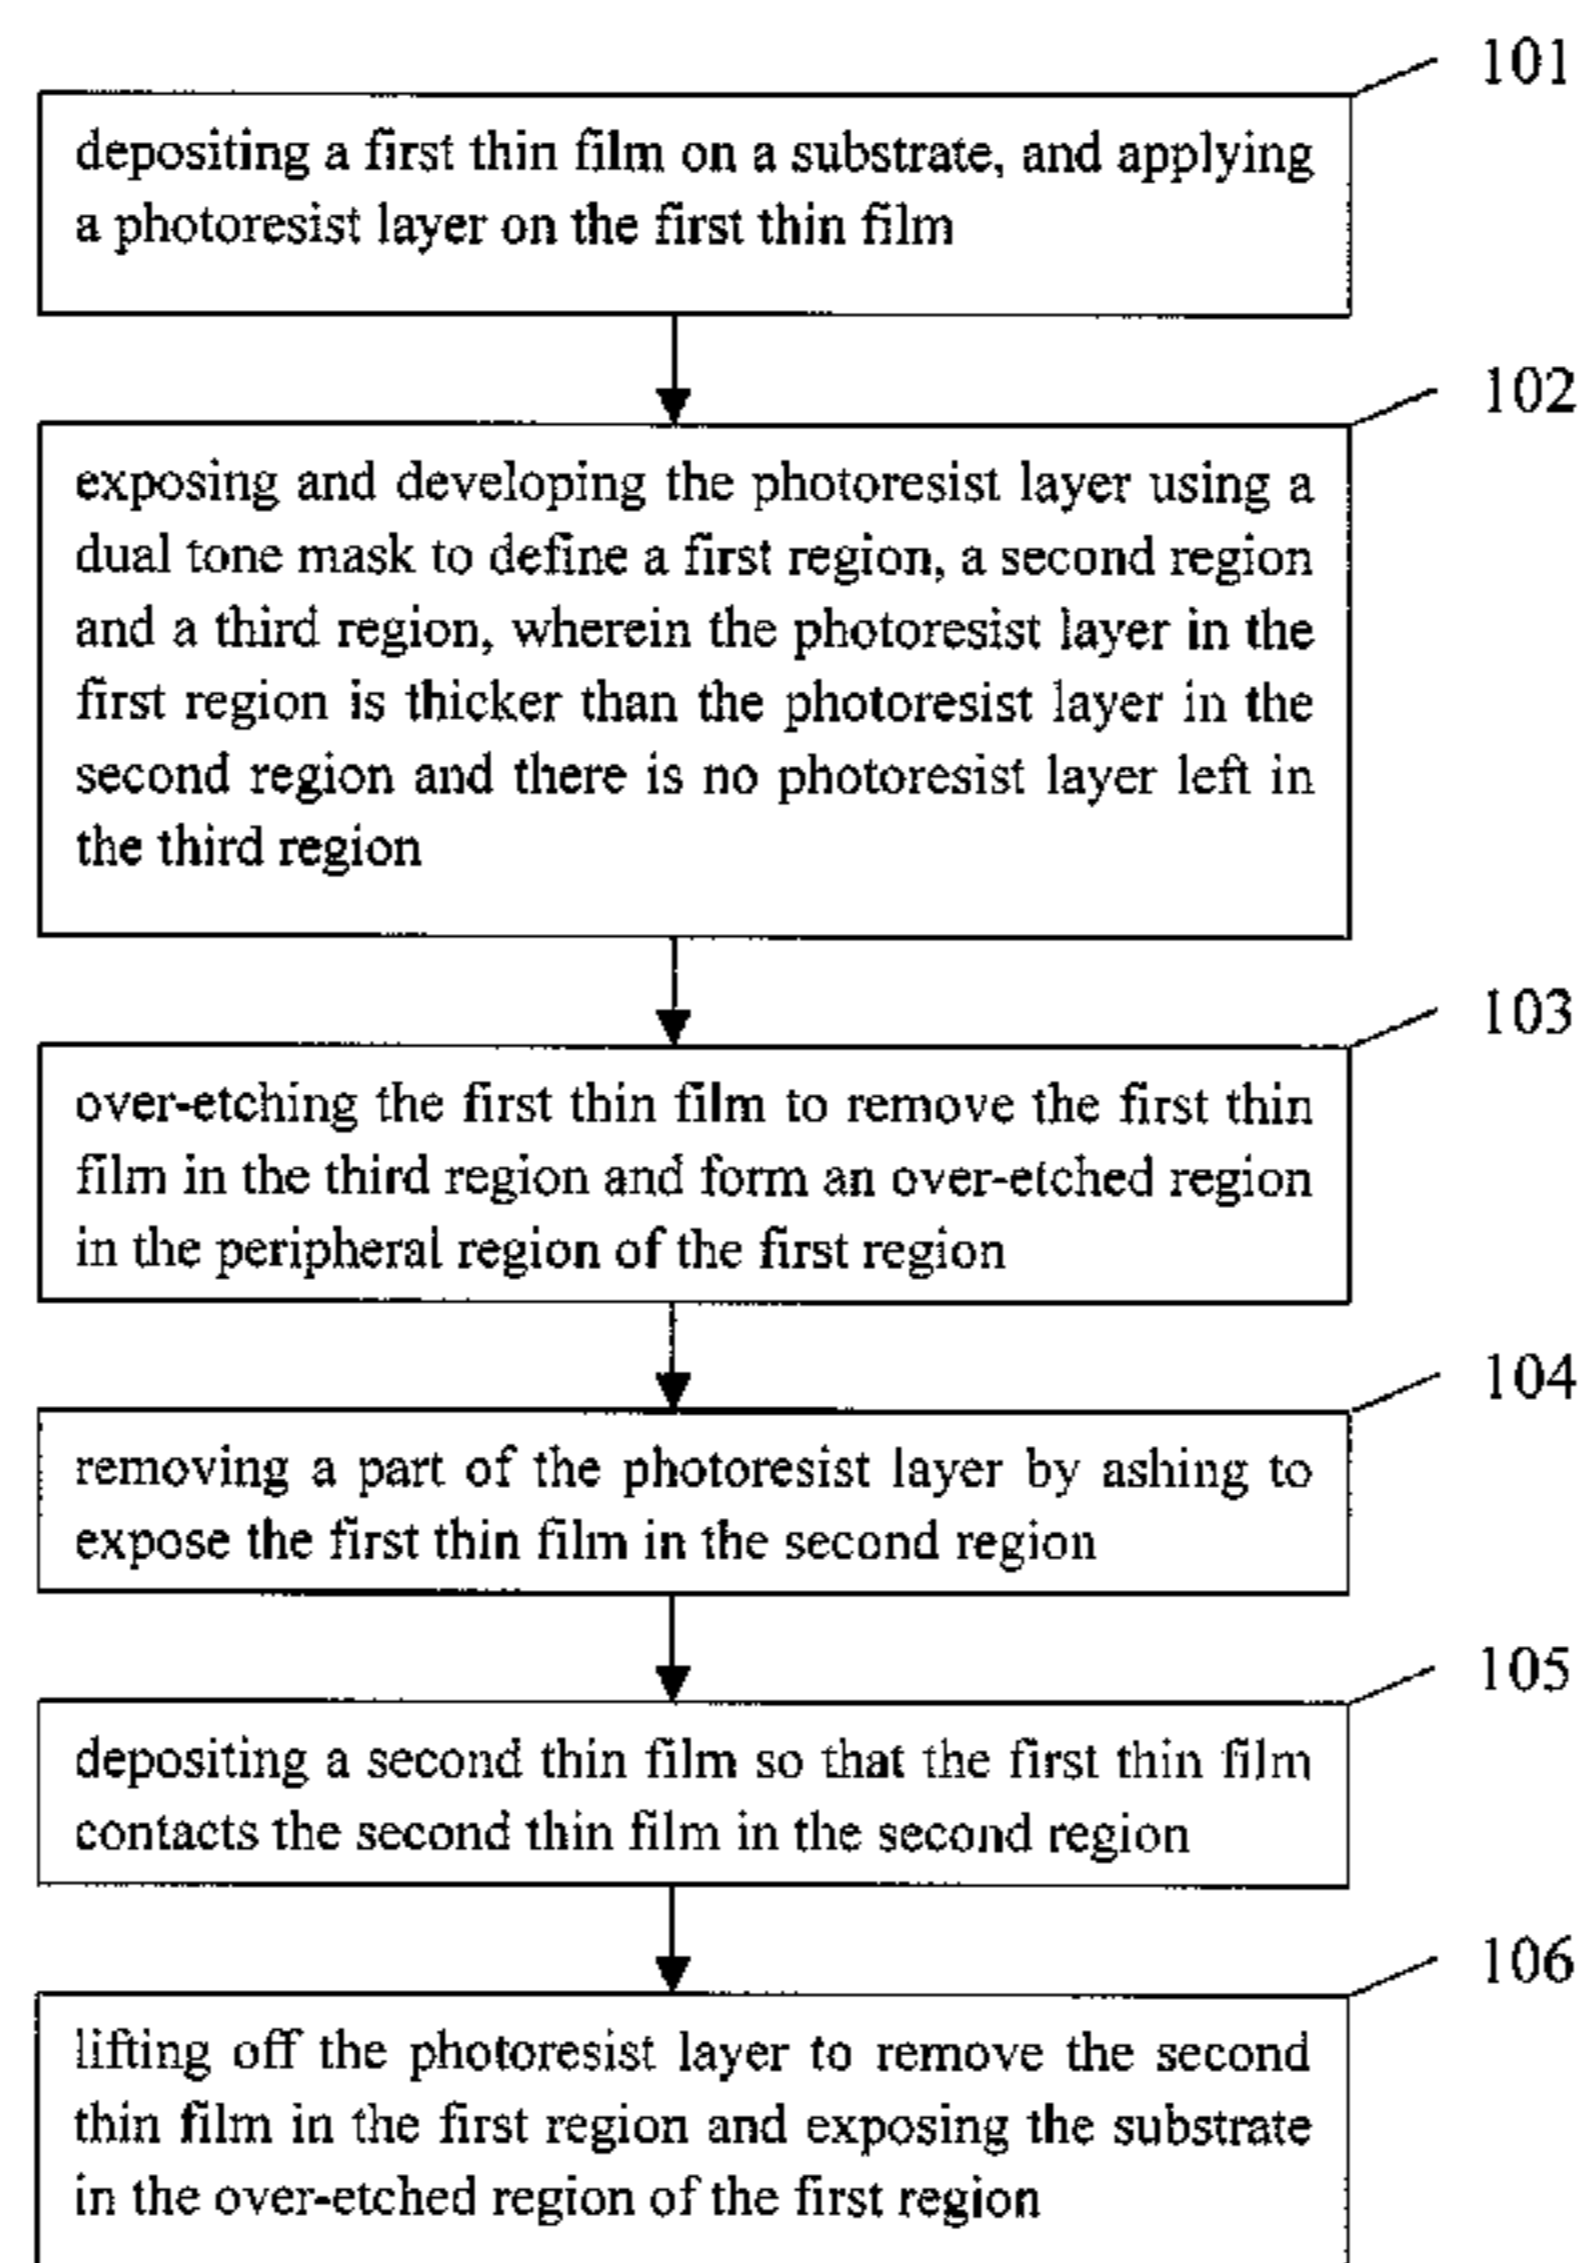 101
depositing a first thin film on a substrate, and applying
a photoresist layer on the first thin film
102
exposing and developing the photoresist layer using a
dual tone mask to define a first region, a second region
and a third region, wherein the photoresist layer in the
first region is thicker than the photoresist layer in the
second region and there is no photoresist layer left in
the third region
103
over-etching the first thin film to remove the first thin
film in the third region and form an over-etched region
in the peripheral region of the first region
104
removing a part of the photoresist layer by ashing to
expose the first thin film in the second region
105
depositing a second thin film so that the first thin film
contacts the second thin film in the second region
106
lifting off the photoresist layer to remove the second
thin film in the first region and exposing the substrate
in the over-etched region of the first region